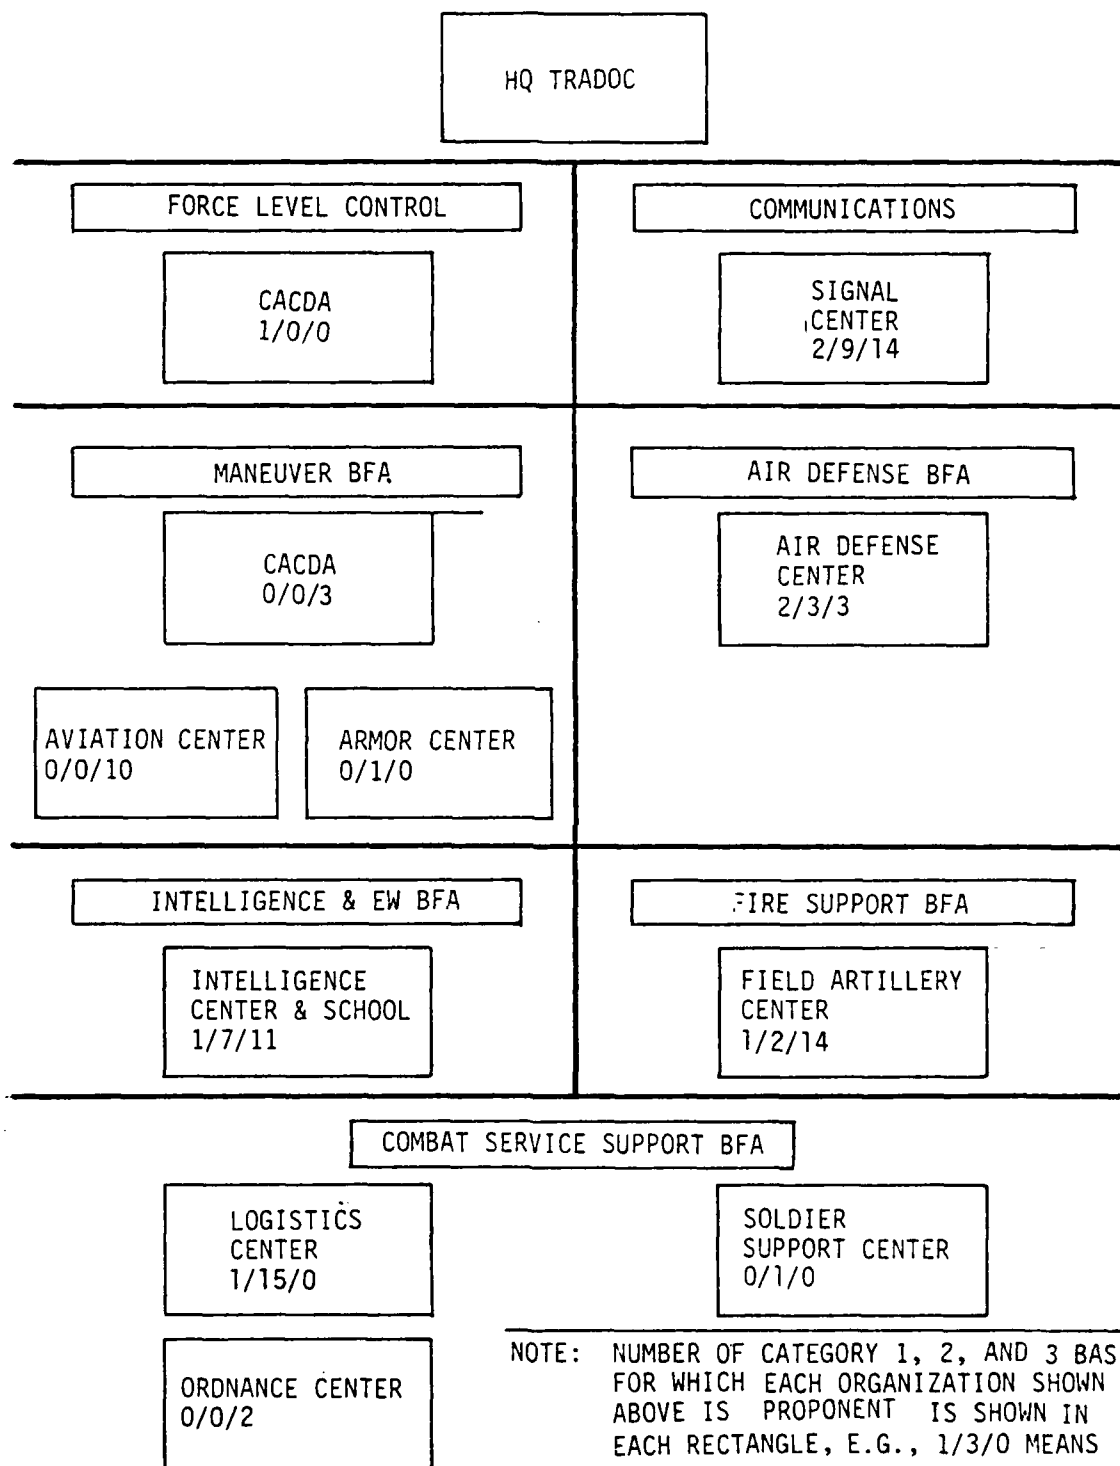 HQ TRADOC
FORCE LEVEL CONTROL
COMMUNICATIONS
CACDA
1/0/0
SIGNAL
CENTER
2/9/14
MANEUVER BFA
AIR DEFENSE BFA
CACDA
0/0/3
AIR DEFENSE
CENTER
2/3/3
AVIATION CENTER
0/0/10
ARMOR CENTER
0/1/0
INTELLIGENCE & EW BFA
FIRE SUPPORT BFA
INTELLIGENCE
CENTER & SCHOOL
1/7/11
FIELD ARTILLERY
CENTER
1/2/14
COMBAT SERVICE SUPPORT BFA
LOGISTICS
CENTER
1/15/0
SOLDIER
SUPPORT CENTER
0/1/0
ORDNANCE CENTER
0/0/2
NOTE: NUMBER OF CATEGORY 1, 2, AND 3 BAS
FOR WHICH EACH ORGANIZATION SHOWN
ABOVE IS PROPONENT IS SHOWN IN
EACH RECTANGLE, E.G., 1/3/0 MEANS